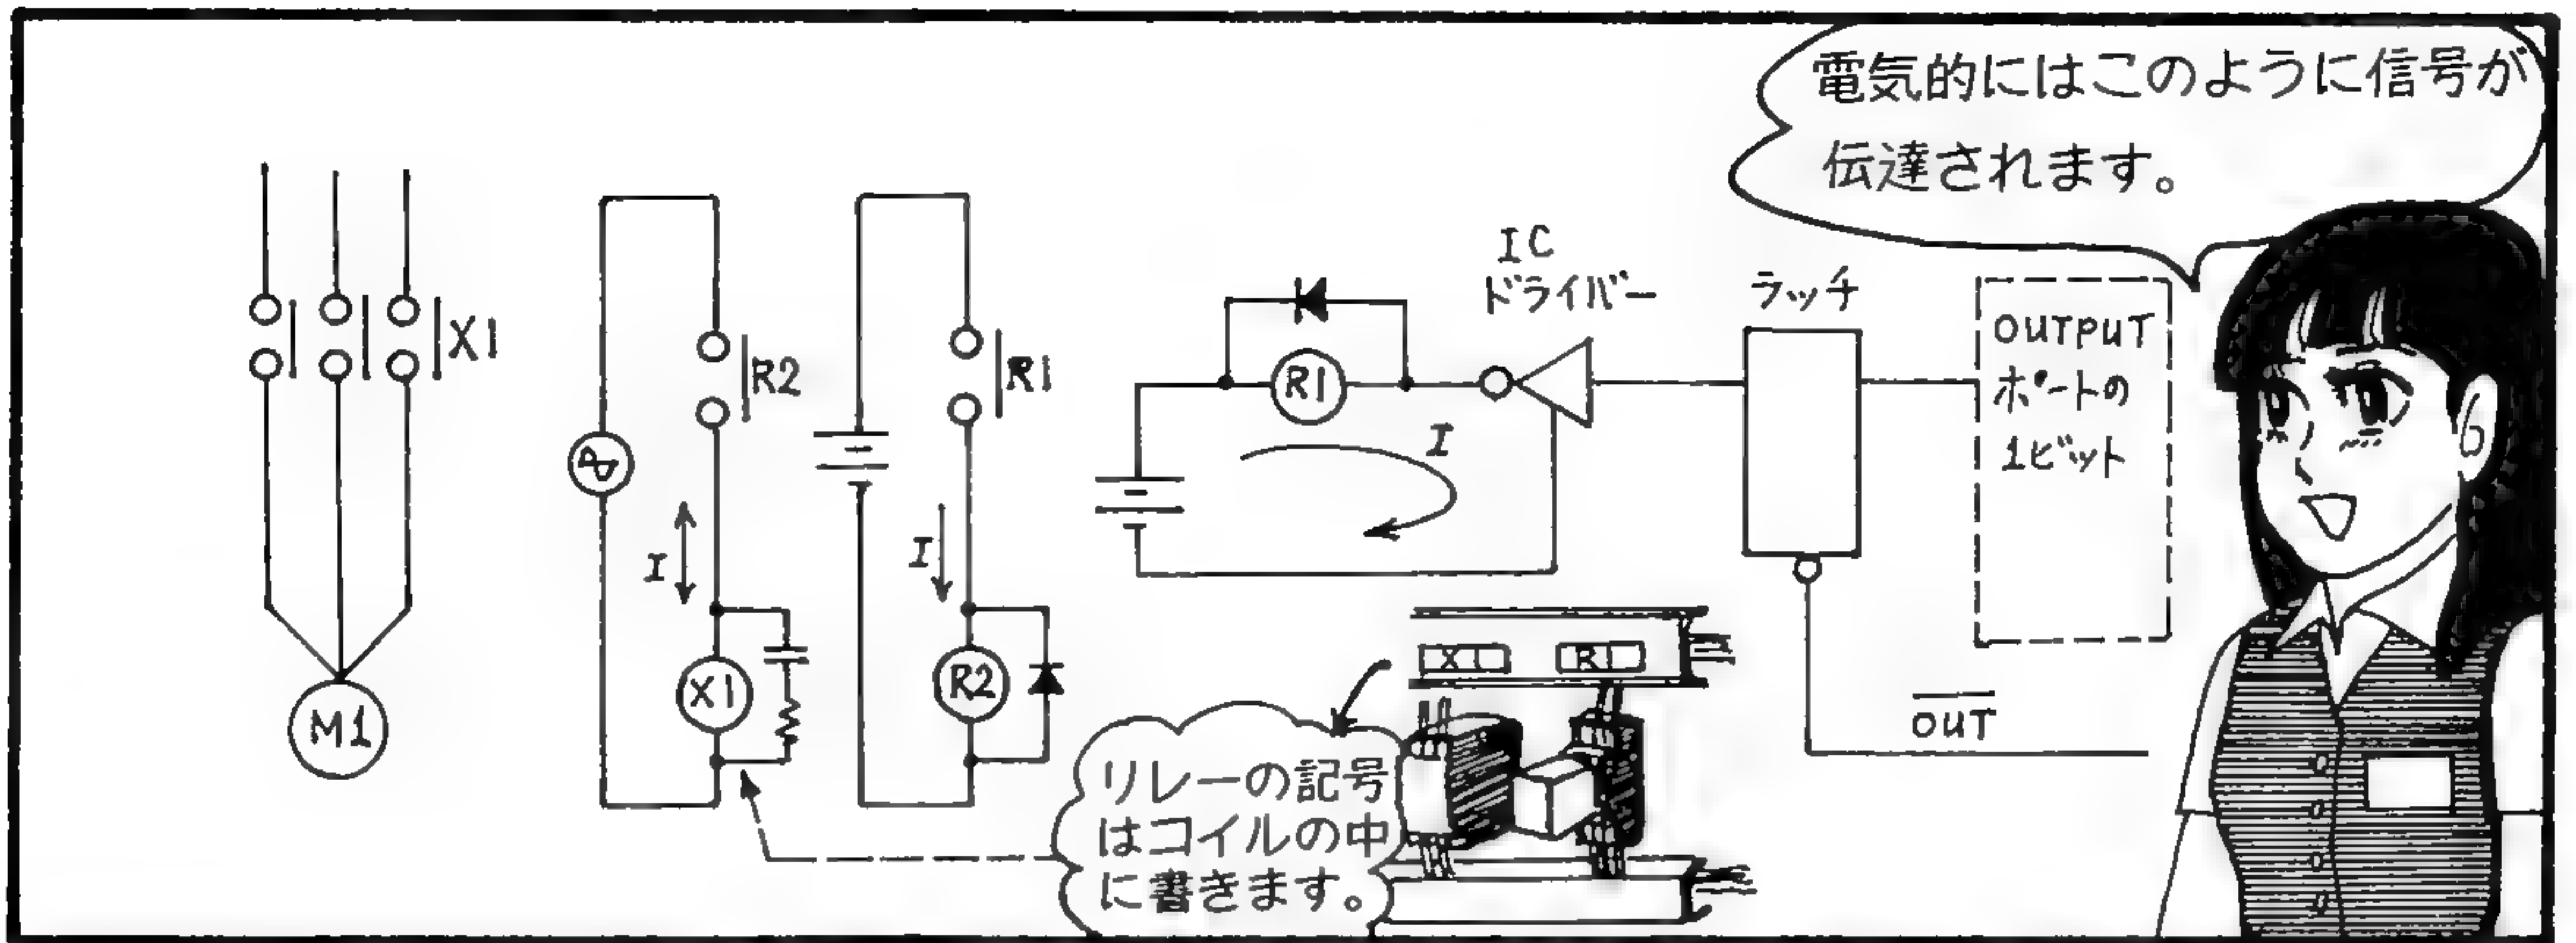 電気的にはこのように信号が
伝達されます。
OUTPUT
ポートの
1ビット
ラッチ
OUT
IC
ドライバー
R1
I
R1
I
R2
R2
I
X1
X1
M1
X1
R1
リレーの記号
はコイルの中
に書きます。